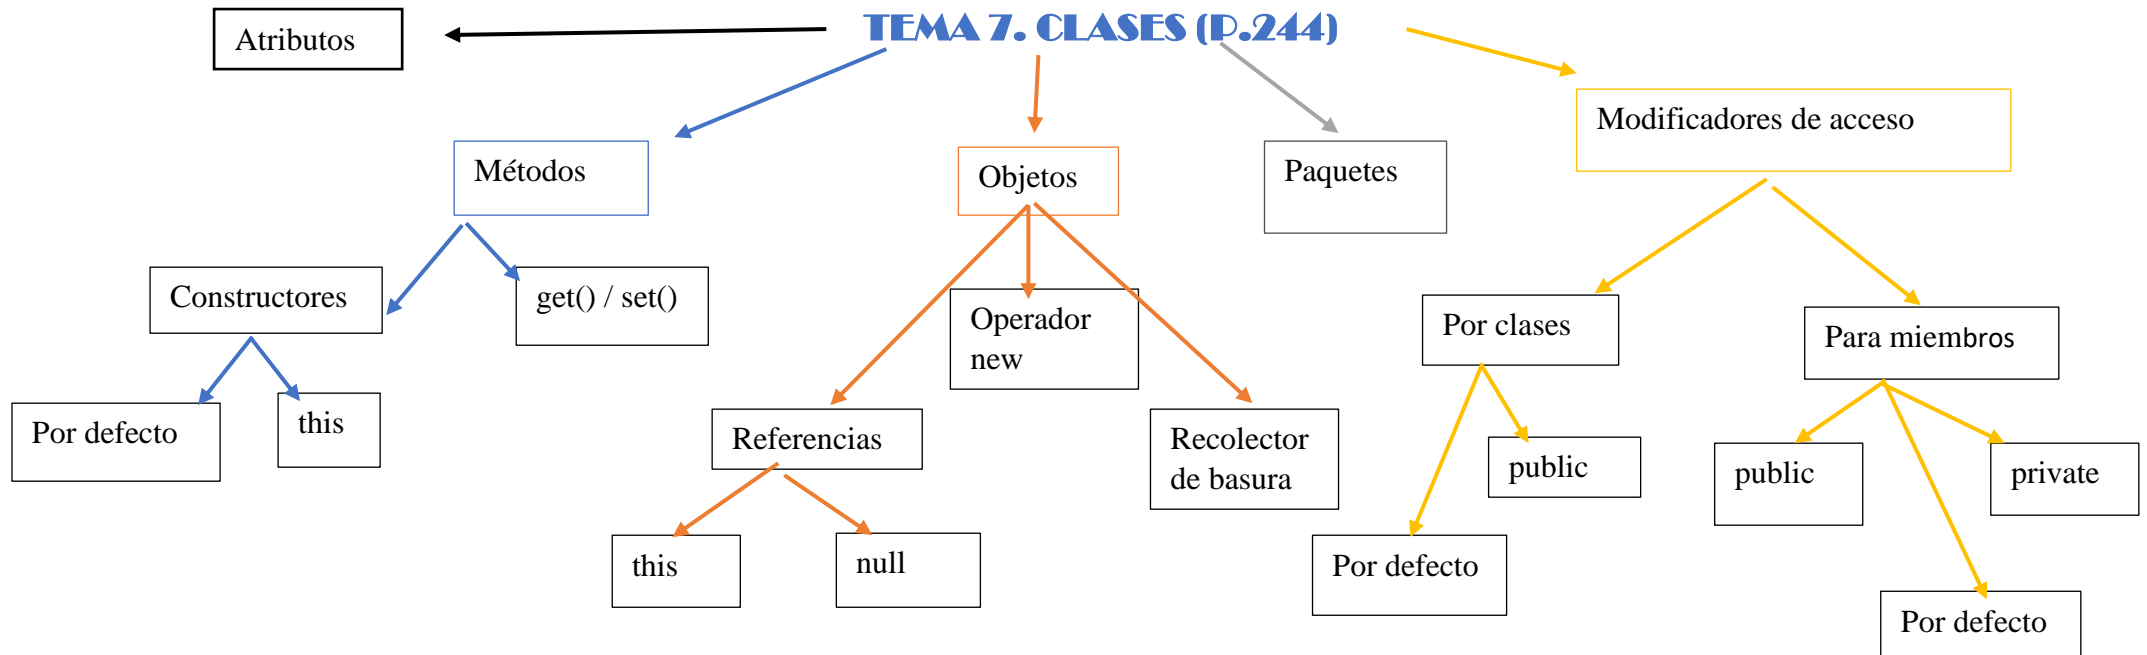 TEMA 7. CLASES (P.244)
Atributos
Métodos
Objetos
Paquetes
Modificadores de acceso
Constructores
get() / set()
Operador
new
Por clases
Para miembros
Por defecto
this
Referencias
Recolector
de basura
public
public
private
this
null
Por defecto
Por defecto